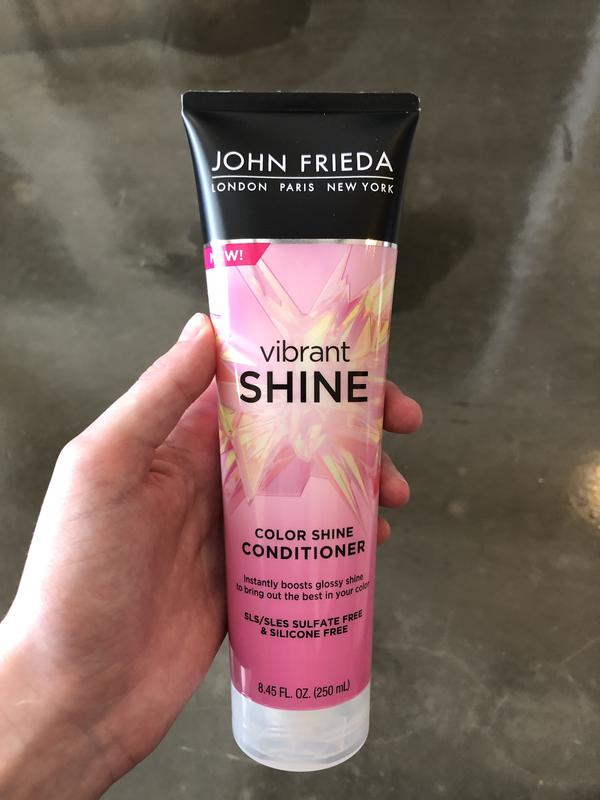 JOHN FRIEDA
LONDON PARIS NEW YORK
NEW!
vibrant
SHINE
COLOR SHINE
CONDITIONER
Instantly boosts glossy shine
to bring out the best in your color
SLS/SLES SULFATE FREE
& SILICONE FREE
8.45 FL. OZ. (250 mL)